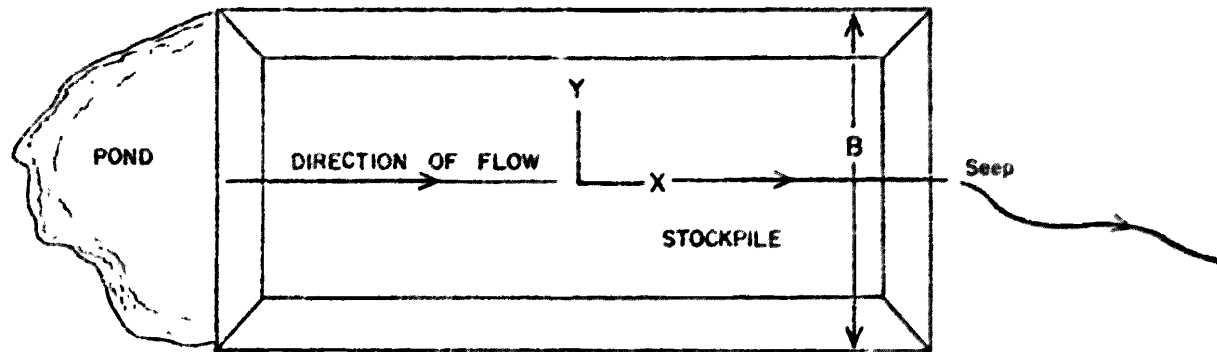 Y
POND
DIRECTION OF FLOW
B
X
Seep
STOCKPILE